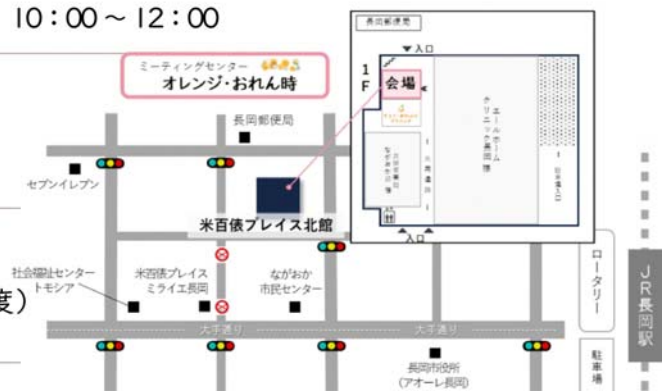 10：00～12：00
ミーティングセンター
オレンジ・おれん時
長岡郵便局
▼入口
1F
会場
エールホーム
クリニック長岡 様
入口
長岡郵便局
セブンイレブン
米百俵プレイス北館
社会福祉センター
トモシア
米百俵プレイス
ミライエ長岡
ながおか
市民センター
度）
大手通り
大手通り
長岡市役所
（アオーレ長岡）
ロータリー
駐車場
JR長岡駅